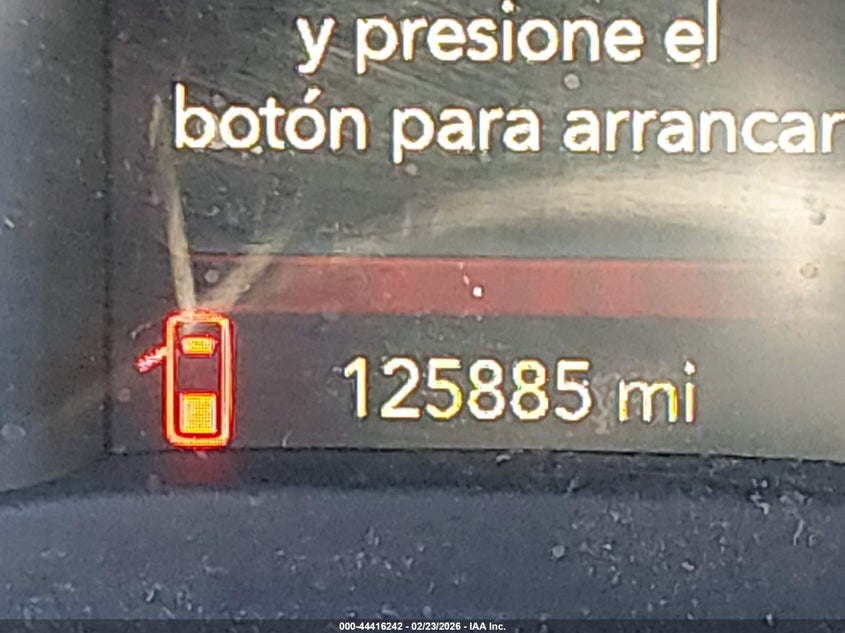 y presione el
botón para arrancar
125885 mi
000-44416242 - 02/23/2026 - IAA Inc.